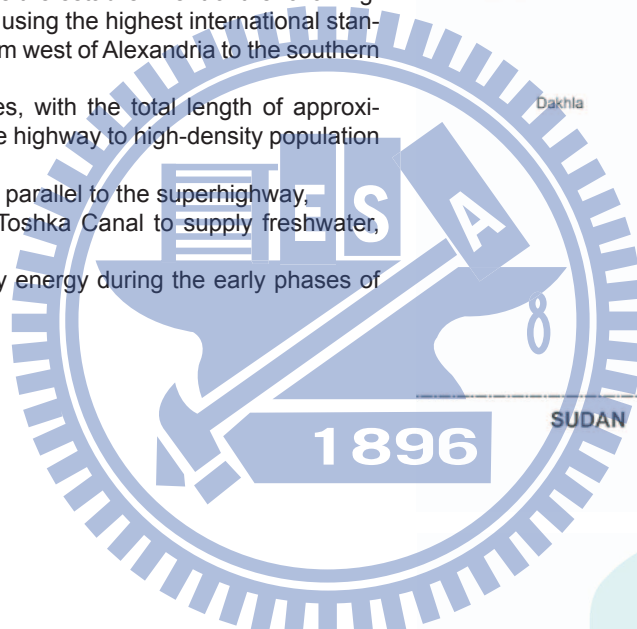 using the highest international stan-
m west of Alexandria to the southern
es, with the total length of approxi-
e highway to high-density population
parallel to the superhighway,
Toshka Canal to supply freshwater,
y energy during the early phases of
Dakhla
SUDAN
E S A
8
1896